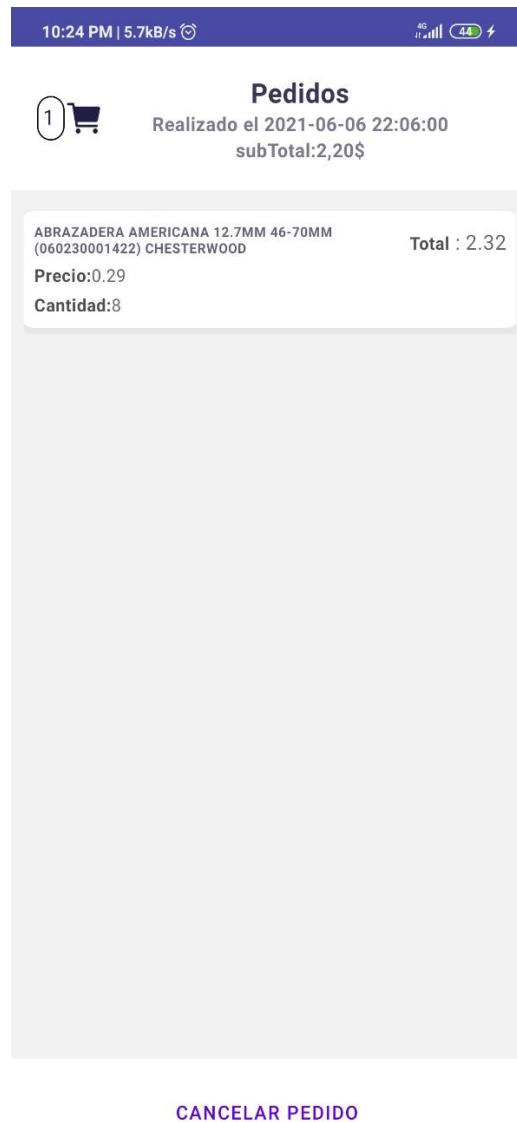 10:24 PM | 5.7kB/s
4G
44
Pedidos
1
Realizado el 2021-06-06 22:06:00
subTotal:2,20$
ABRAZADERA AMERICANA 12.7MM 46-70MM
(060230001422) CHESTERWOOD
Total : 2.32
Precio:0.29
Cantidad:8
CANCELAR PEDIDO